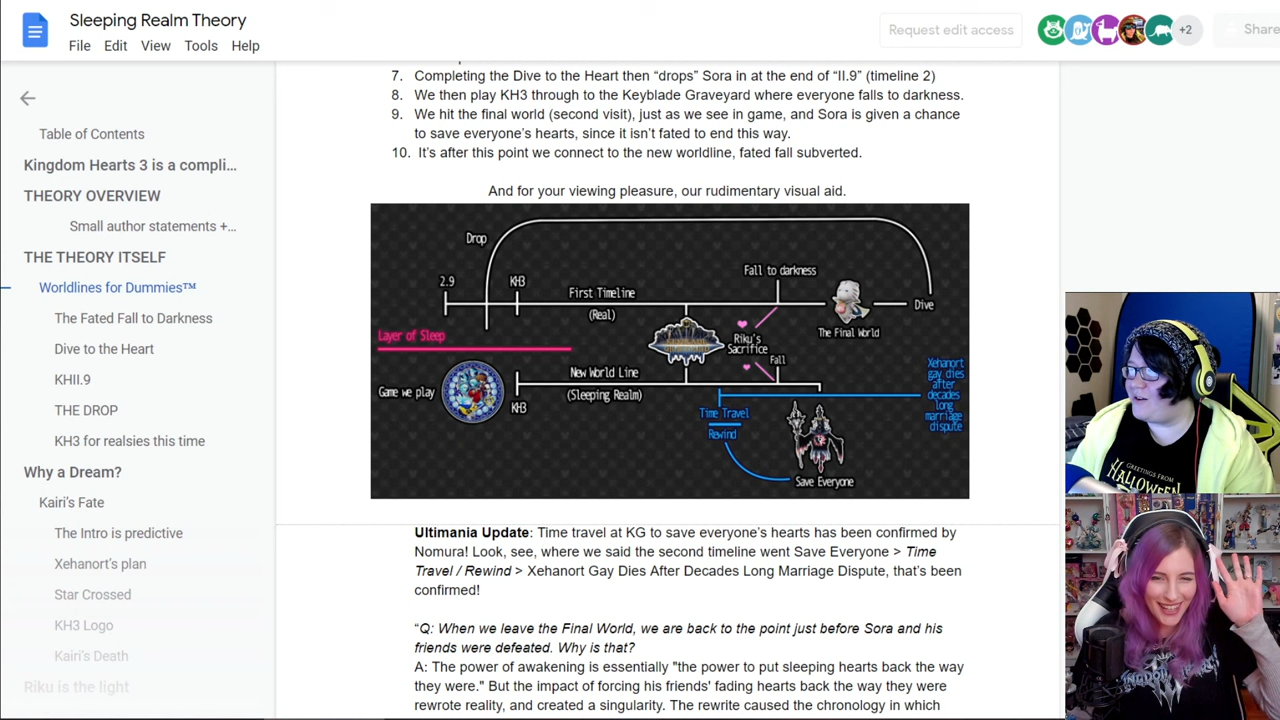 Sleeping Realm Theory
File Edit View Tools Help
Request edit access
+2
Share
Table of Contents
Kingdom Hearts 3 is a compli...
THEORY OVERVIEW
Small author statements +...
THE THEORY ITSELF
Worldlines for Dummies™
The Fated Fall to Darkness
Dive to the Heart
KHII.9
THE DROP
KH3 for realsies this time
Why a Dream?
Kairi's Fate
The Intro is predictive
Xehanort's plan
Star Crossed
KH3 Logo
Kairi's Death
Riku is the light
7. Completing the Dive to the Heart then “drops” Sora in at the end of “II.9” (timeline 2)
8. We then play KH3 through to the Keyblade Graveyard where everyone falls to darkness.
9. We hit the final world (second visit), just as we see in game, and Sora is given a chance
to save everyone’s hearts, since it isn’t fated to end this way.
10. It’s after this point we connect to the new worldline, fated fall subverted.
And for your viewing pleasure, our rudimentary visual aid.
Drop
2.9
KH3
First Timeline
(Real)
Fall to darkness
The Final World
Dive
Layer of Sleep
Riku's
Sacrifice
Fall
Game we play
KH3
New World Line
(Sleeping Realm)
Time Travel
Rewind
Save Everyone
Xehanort
gay dies
after
decades
long
marriage
dispute
Ultimania Update: Time travel at KG to save everyone’s hearts has been confirmed by
Nomura! Look, see, where we said the second timeline went Save Everyone > Time
Travel / Rewind > Xehanort Gay Dies After Decades Long Marriage Dispute, that’s been
confirmed!
“Q: When we leave the Final World, we are back to the point just before Sora and his
friends were defeated. Why is that?
A: The power of awakening is essentially "the power to put sleeping hearts back the way
they were." But the impact of forcing his friends' fading hearts back the way they were
rewrote reality, and created a singularity. The rewrite caused the chronology in which
GREETINGS FROM
HALLOWEEN
KINGDOM